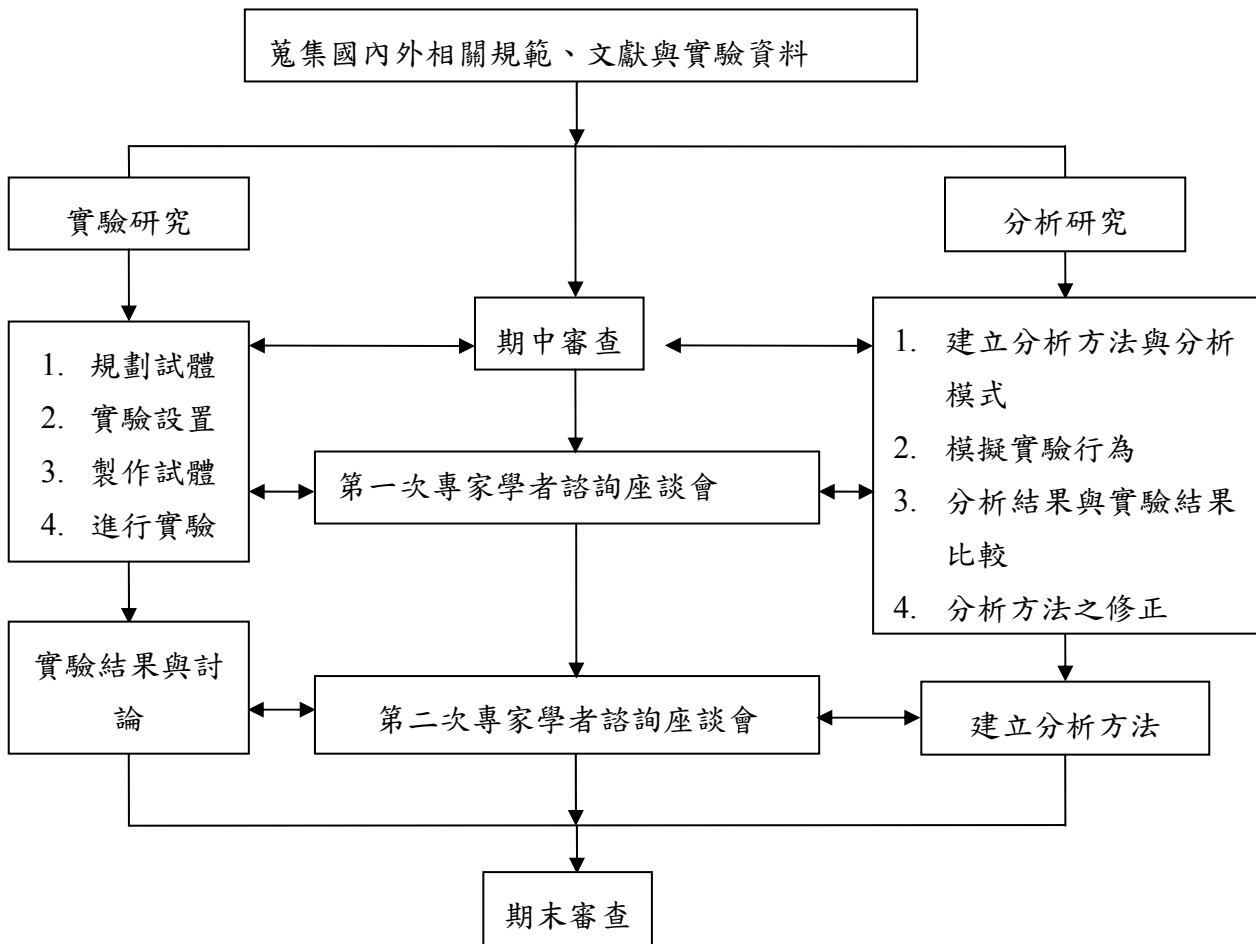 蒐集國內外相關規範、文獻與實驗資料
實驗研究
分析研究
期中審查
1. 規劃試體
2. 實驗設置
3. 製作試體
4. 進行實驗
1. 建立分析方法與分析
模式
2. 模擬實驗行為
3. 分析結果與實驗結果
比較
4. 分析方法之修正
第一次專家學者諮詢座談會
實驗結果與討
論
第二次專家學者諮詢座談會
建立分析方法
期末審查